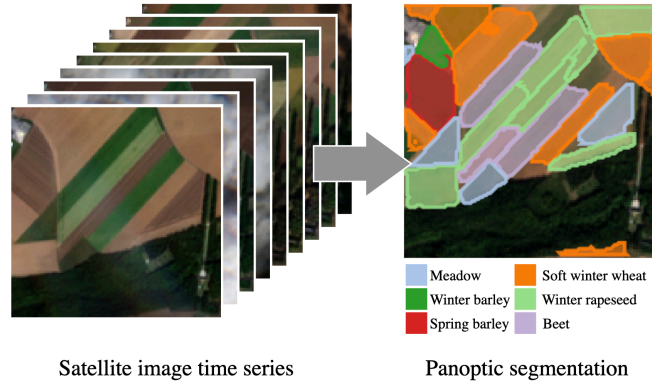 Meadow
Soft winter wheat
Winter barley
Winter rapeseed
Spring barley
Beet
Satellite image time series
Panoptic segmentation